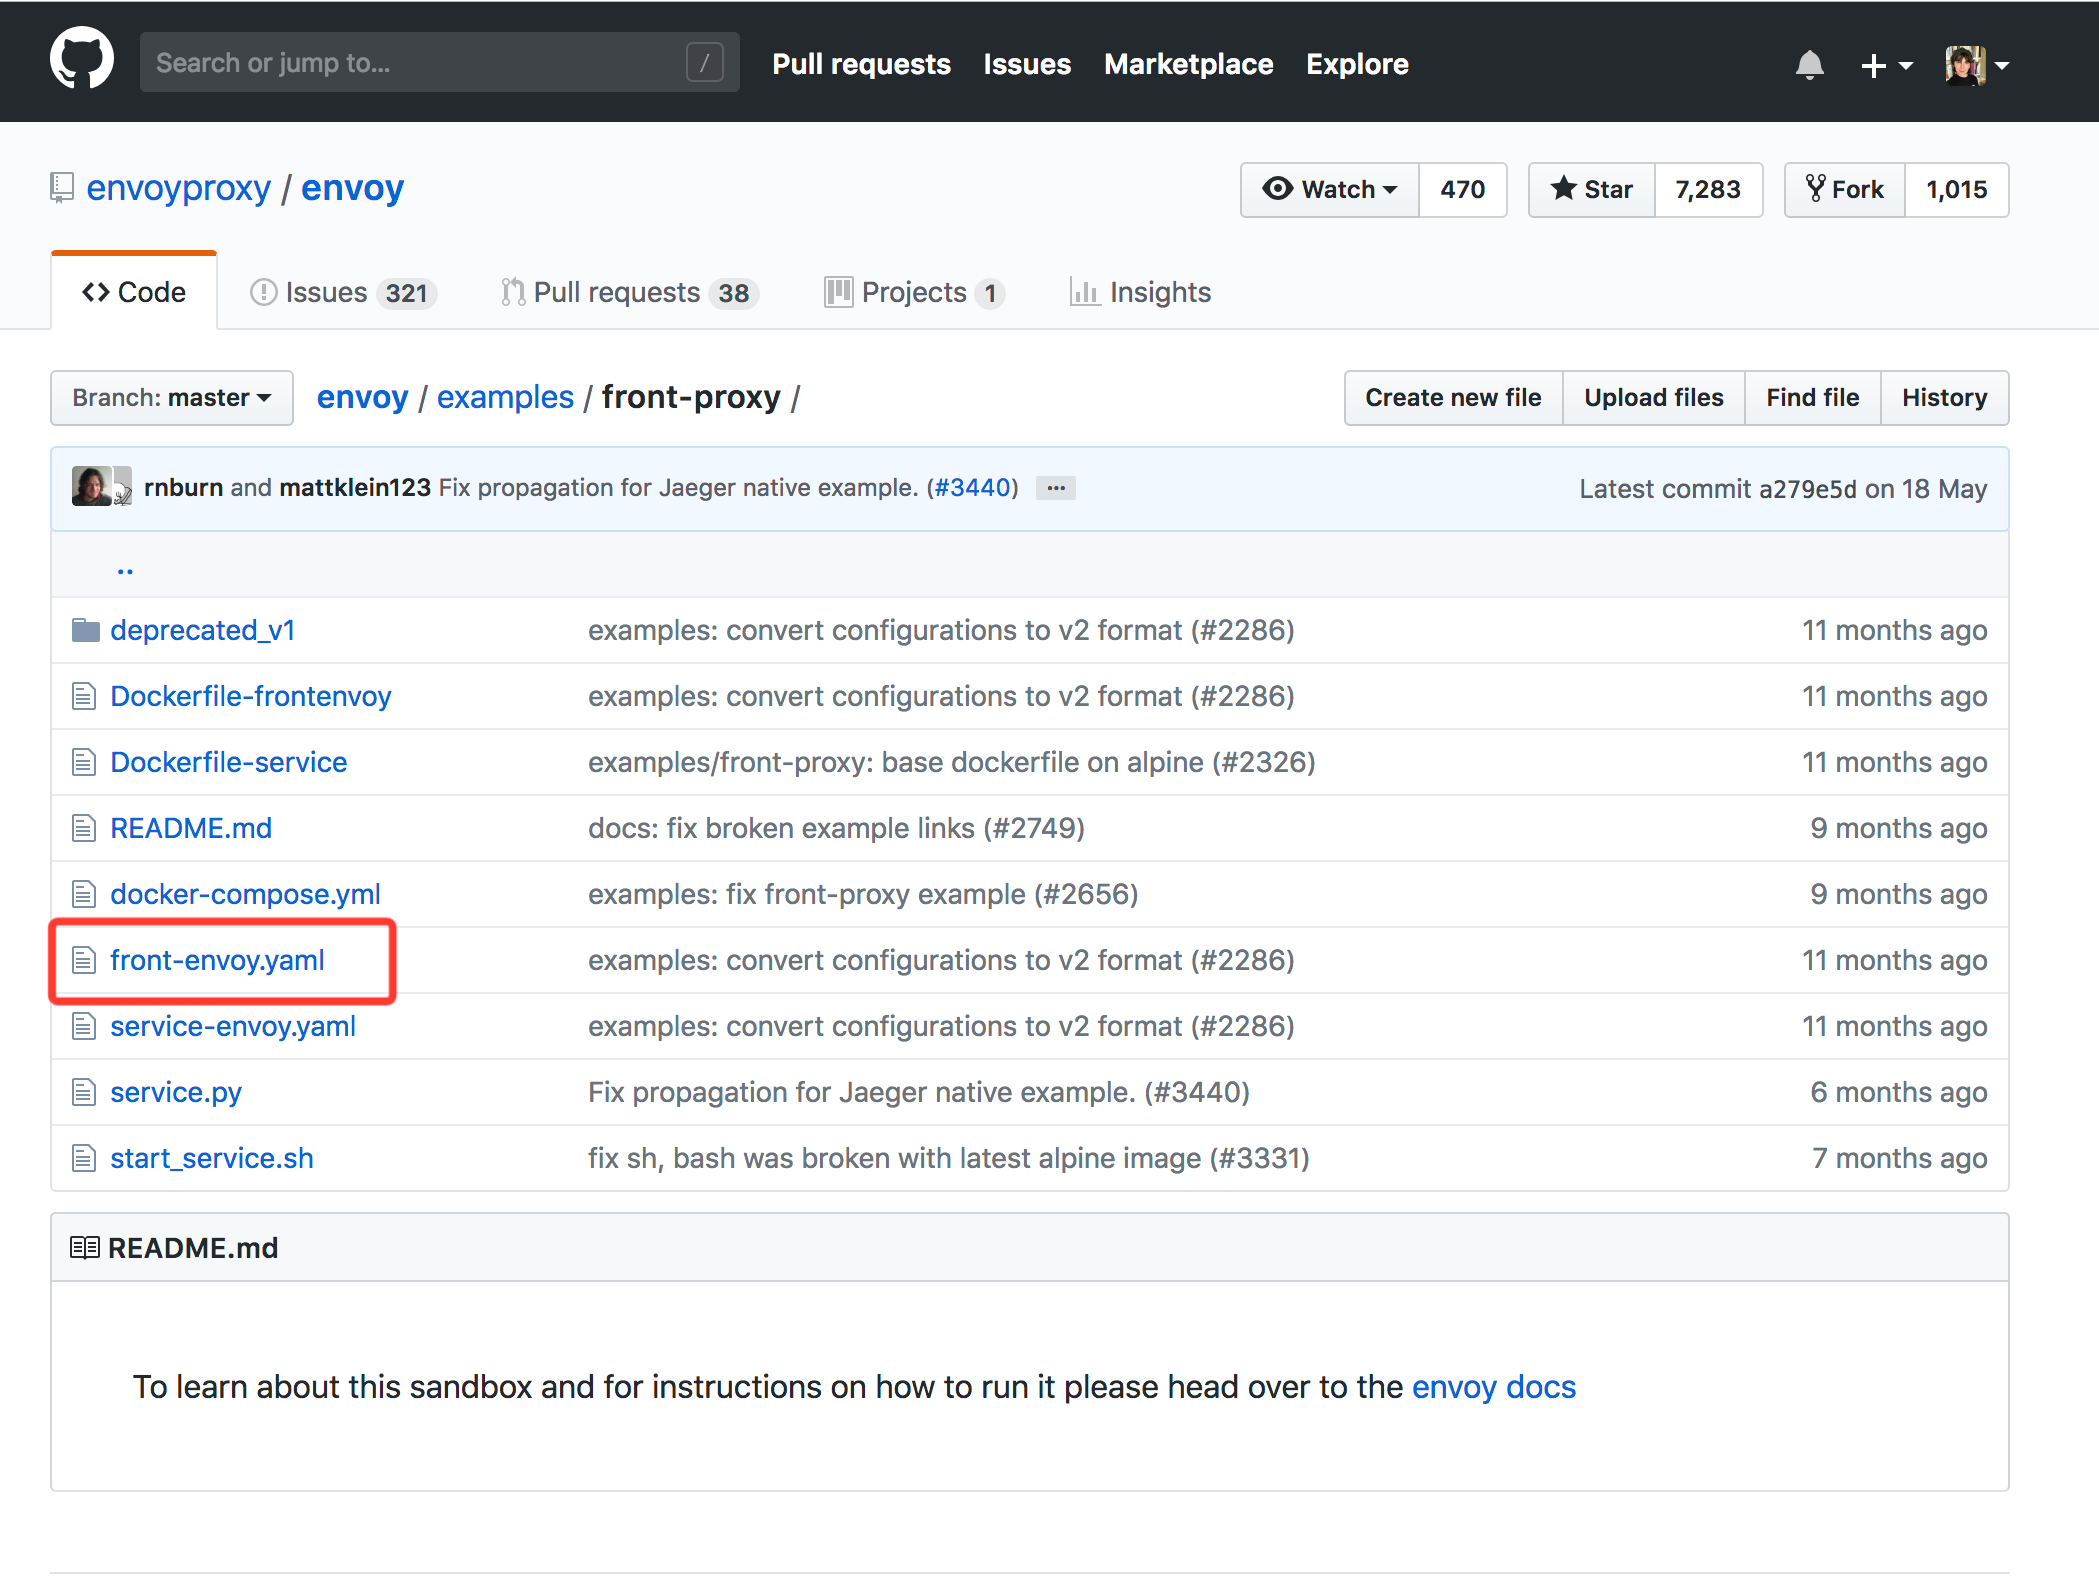 Search or jump to... /
Pull requests Issues Marketplace Explore
envoyproxy / envoy
Watch 470 Star 7,283 Fork 1,015
Code Issues 321 Pull requests 38 Projects 1 Insights
Branch: master envoy / examples / front-proxy / Create new file Upload files Find file History
rnburn and mattklein123 Fix propagation for Jaeger native example. (#3440) ... Latest commit a279e5d on 18 May
..
deprecated_v1 examples: convert configurations to v2 format (#2286) 11 months ago
Dockerfile-frontenvoy examples: convert configurations to v2 format (#2286) 11 months ago
Dockerfile-service examples/front-proxy: base dockerfile on alpine (#2326) 11 months ago
README.md docs: fix broken example links (#2749) 9 months ago
docker-compose.yml examples: fix front-proxy example (#2656) 9 months ago
front-envoy.yaml examples: convert configurations to v2 format (#2286) 11 months ago
service-envoy.yaml examples: convert configurations to v2 format (#2286) 11 months ago
service.py Fix propagation for Jaeger native example. (#3440) 6 months ago
start_service.sh fix sh, bash was broken with latest alpine image (#3331) 7 months ago
README.md
To learn about this sandbox and for instructions on how to run it please head over to the envoy docs